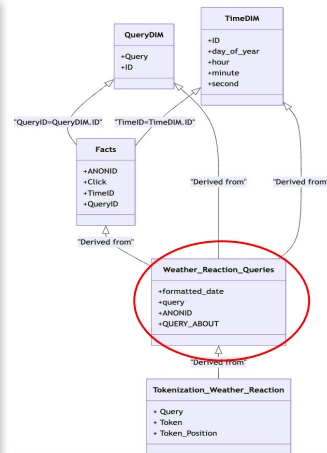 QueryDIM
+Query
+ID
TimeDIM
+ID
+day_of_year
+hour
+minute
+second
"QueryID=QueryDIM.ID"
"TimeID=TimeDIM.ID"
Facts
+ANONID
+Click
+TimeID
+QueryID
"Derived from"
"Derived from"
"Derived from"
Weather_Reaction_Queries
+formatted_date
+query
+ANONID
+QUERY_ABOUT
"Derived from"
Tokenization_Weather_Reaction
+ Query
+ Token
+ Token_Position